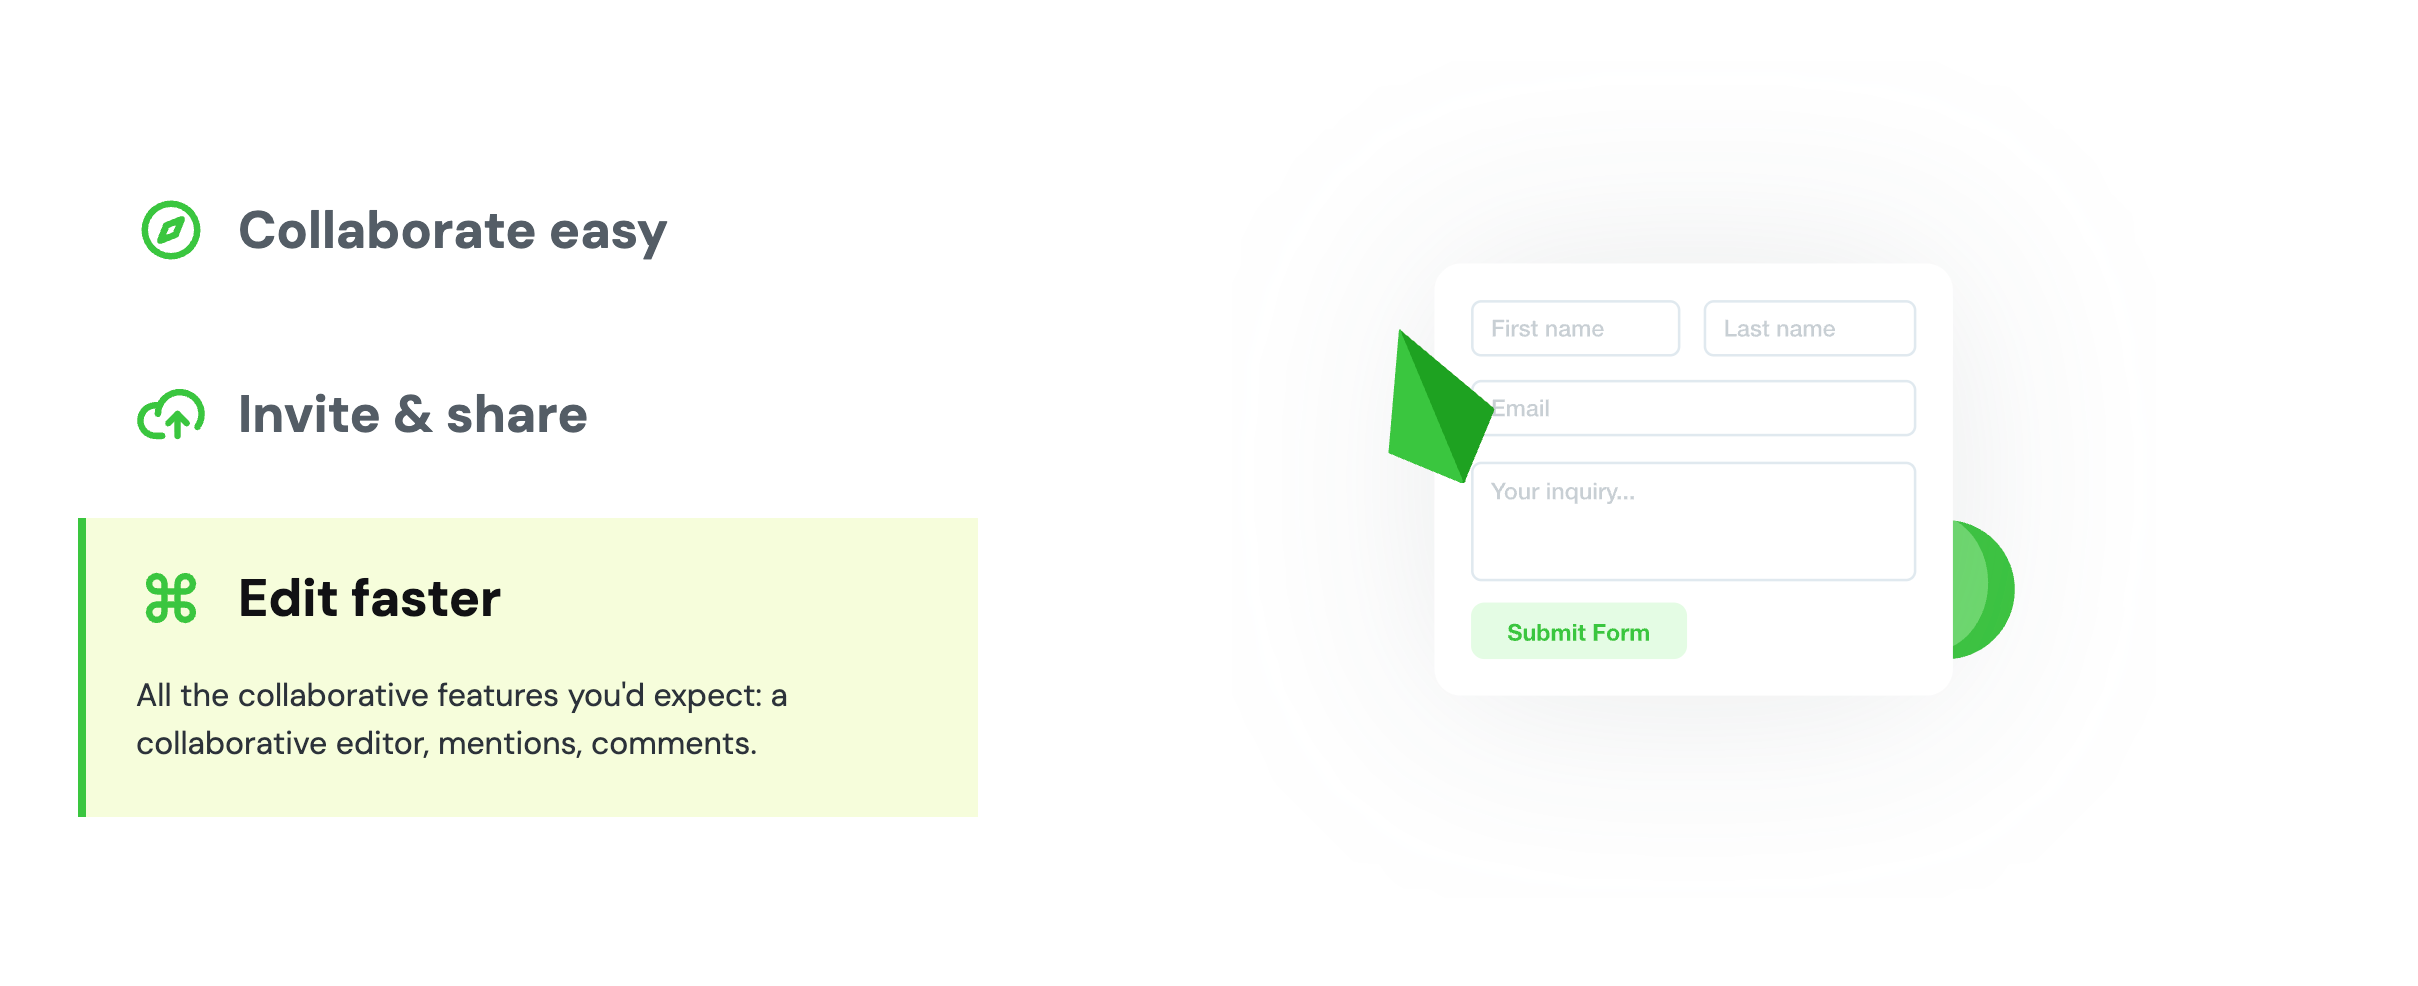 Collaborate easy
Invite & share
Edit faster
All the collaborative features you'd expect: a
collaborative editor, mentions, comments.
First name
Last name
Email
Your inquiry...
Submit Form